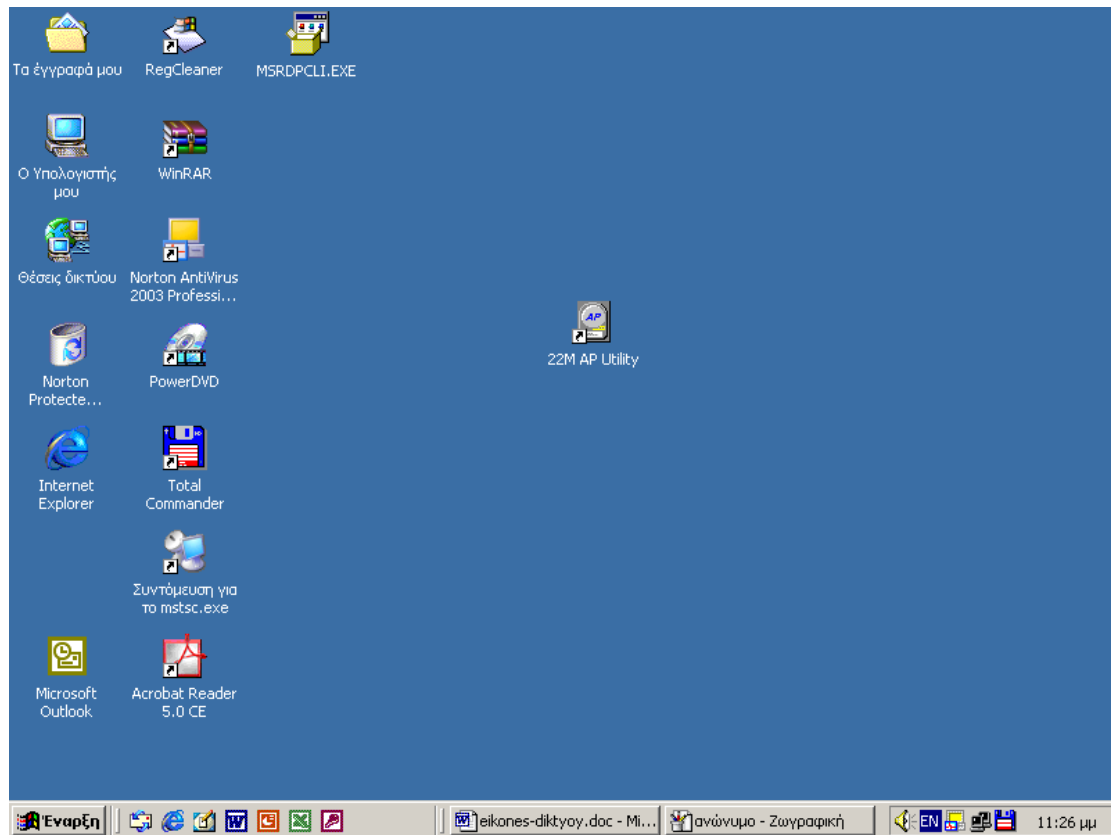 Τα έγγραφά μου
RegCleaner
MSRDPCLI.EXE
Ο Υπολογιστής
μου
WinRAR
Θέσεις δικτύου
Norton AntiVirus
2003 Professi...
22M AP Utility
Norton
Protecte...
PowerDVD
Internet
Explorer
Total
Commander
Συντόμευση για
το mstsc.exe
Microsoft
Outlook
Acrobat Reader
5.0 CE
Έναρξη
eikones-diktyoy.doc - Mi...
ανώνυμο - Ζωγραφική
EN
11:26 μμ